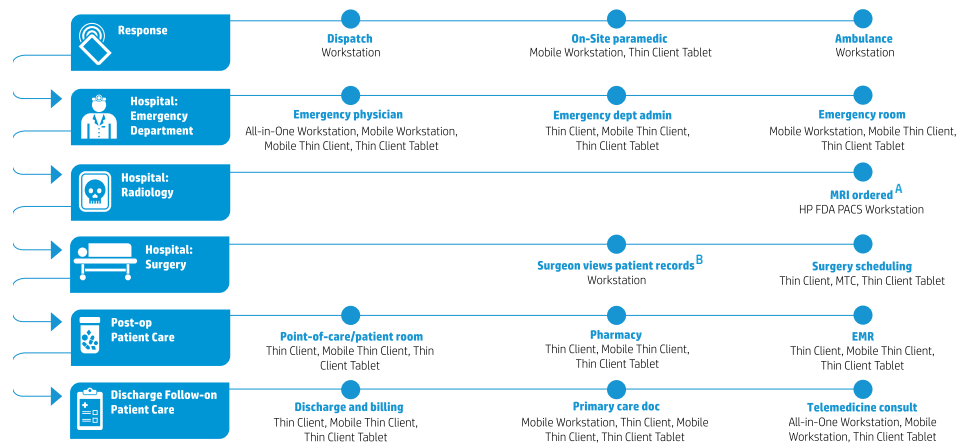 Response
Dispatch
Workstation
On-Site paramedic
Mobile Workstation, Thin Client Tablet
Ambulance
Workstation
Hospital:
Emergency
Department
Emergency physician
All-in-One Workstation, Mobile Workstation,
Mobile Thin Client, Thin Client Tablet
Emergency dept admin
Thin Client, Mobile Thin Client,
Thin Client Tablet
Emergency room
Mobile Workstation, Mobile Thin Client,
Thin Client Tablet
Hospital:
Radiology
MRI ordered A
HP FDA PACS Workstation
Hospital:
Surgery
Surgeon views patient records B
Workstation
Surgery scheduling
Thin Client, MTC, Thin Client Tablet
Post-op
Patient Care
Point-of-care/patient room
Thin Client, Mobile Thin Client, Thin
Client Tablet
Pharmacy
Thin Client, Mobile Thin Client,
Thin Client Tablet
EMR
Thin Client, Mobile Thin Client,
Thin Client Tablet
Discharge Follow-on
Patient Care
Discharge and billing
Thin Client, Mobile Thin Client,
Thin Client Tablet
Primary care doc
Mobile Workstation, Thin Client, Mobile
Thin Client, Thin Client Tablet
Telemedicine consult
All-in-One Workstation, Mobile
Workstation, Thin Client Tablet